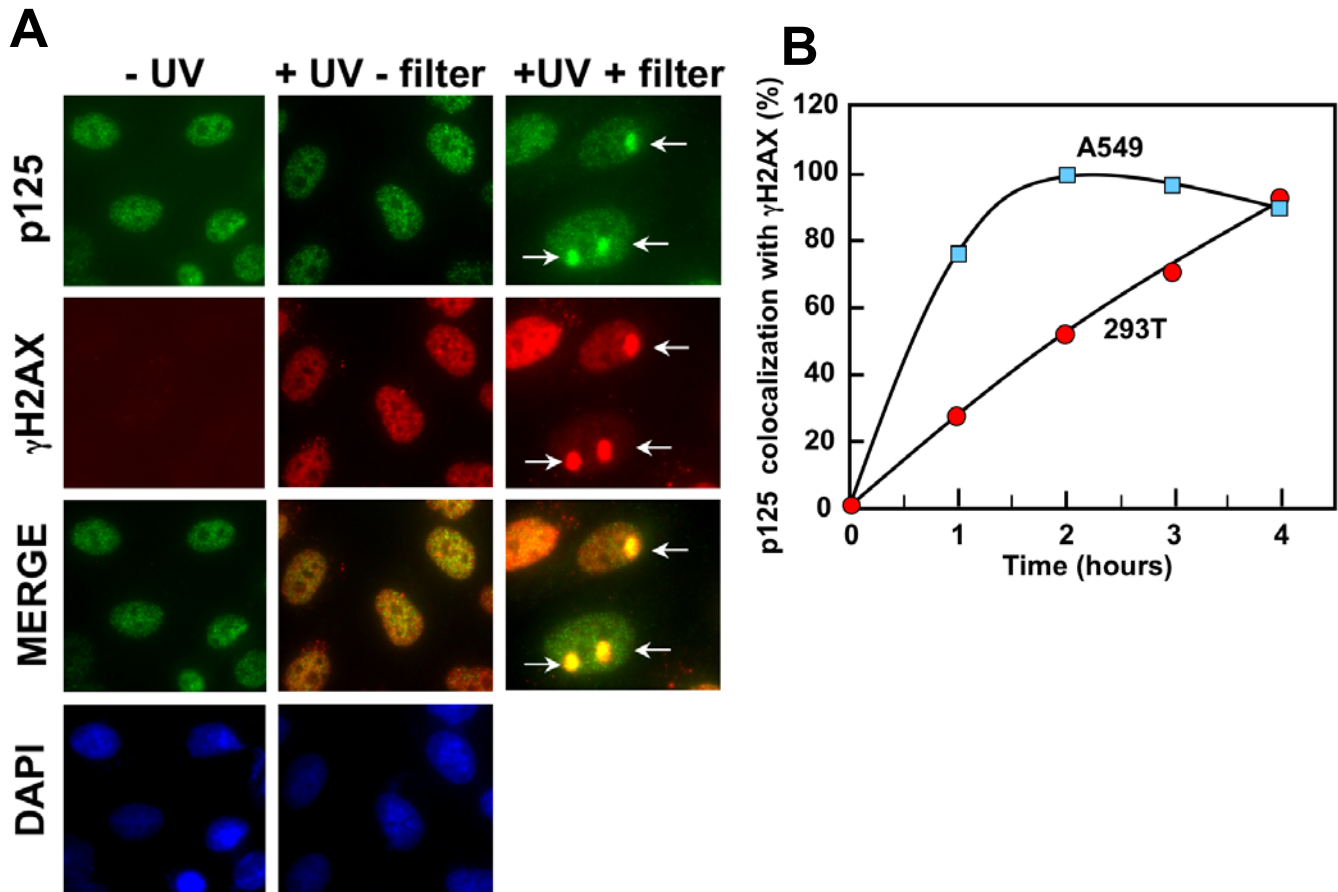 A
- UV
+ UV - filter
+UV + filter
p125
γH2AX
MERGE
DAPI
B
p125 colocalization with γH2AX (%)
120
100
80
60
40
20
0
A549
293T
0 1 2 3 4
Time (hours)